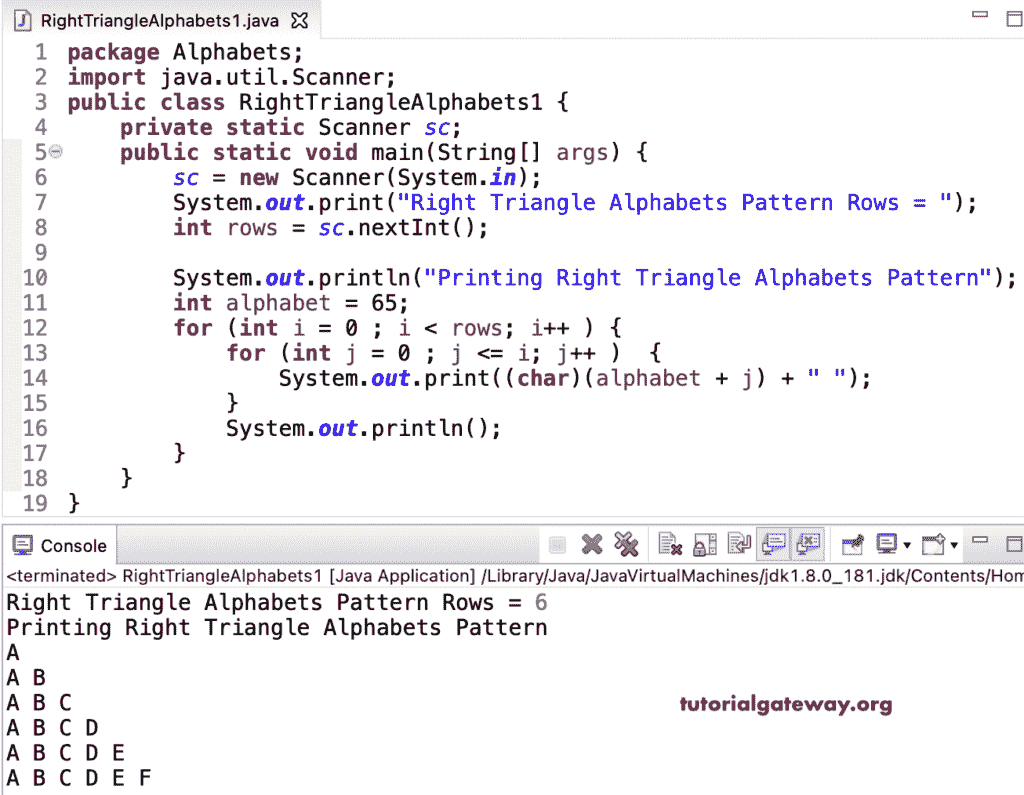 RightTriangleAlphabets1.java
1 package Alphabets;
2 import java.util.Scanner;
3 public class RightTriangleAlphabets1 {
4     private static Scanner sc;
5     public static void main(String[] args) {
6         sc = new Scanner(System.in);
7         System.out.print("Right Triangle Alphabets Pattern Rows = ");
8         int rows = sc.nextInt();
9
10         System.out.println("Printing Right Triangle Alphabets Pattern");
11         int alphabet = 65;
12         for (int i = 0 ; i < rows; i++ ) {
13             for (int j = 0 ; j <= i; j++ )  {
14                 System.out.print((char)(alphabet + j) + " ");
15             }
16             System.out.println();
17         }
18     }
19 }
Console
<terminated> RightTriangleAlphabets1 [Java Application] /Library/Java/JavaVirtualMachines/jdk1.8.0_181.jdk/Contents/Hom
Right Triangle Alphabets Pattern Rows = 6
Printing Right Triangle Alphabets Pattern
A
A B
A B C
tutorialgateway.org
A B C D
A B C D E
A B C D E F